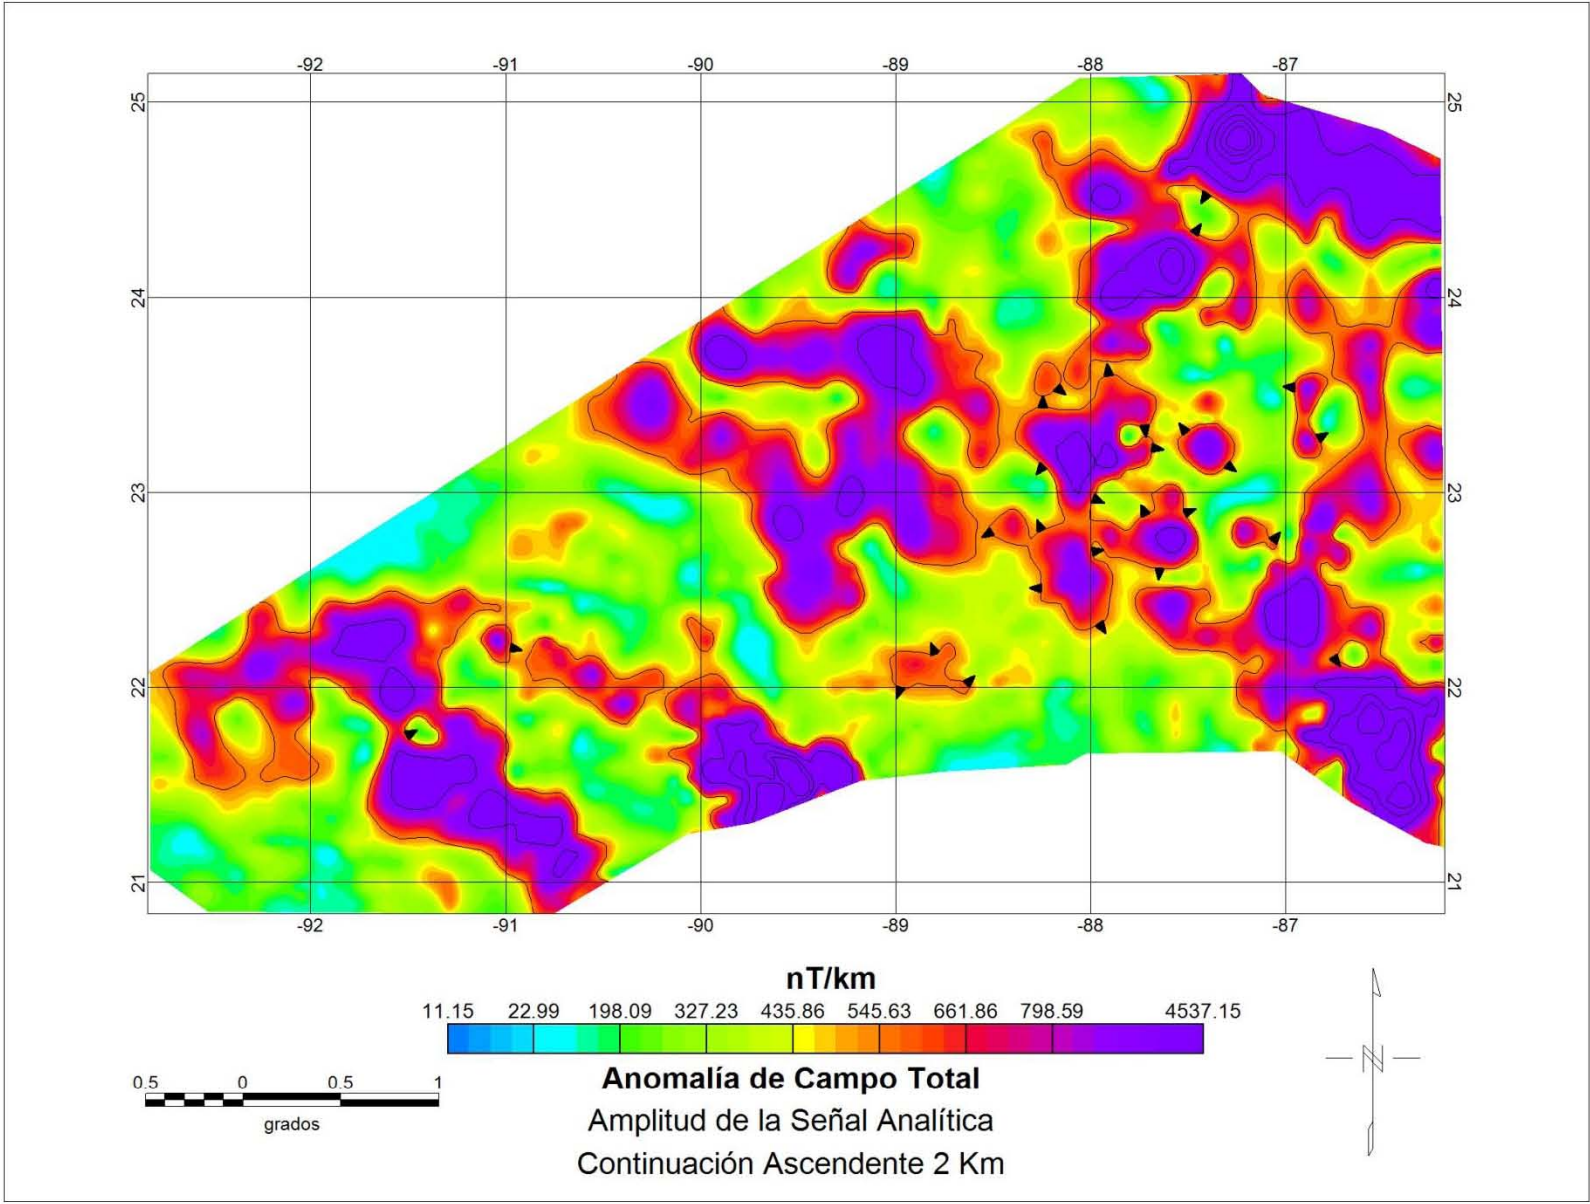 -92 -91 -90 -89 -88 -87
25 25
24 24
23 23
22 22
21 21
-92 -91 -90 -89 -88 -87
nT/km
11.15 22.99 198.09 327.23 435.86 545.63 661.86 798.59 4537.15
0.5 0 0.5 1
grados
Anomalía de Campo Total
Amplitud de la Señal Analítica
Continuación Ascendente 2 Km
N